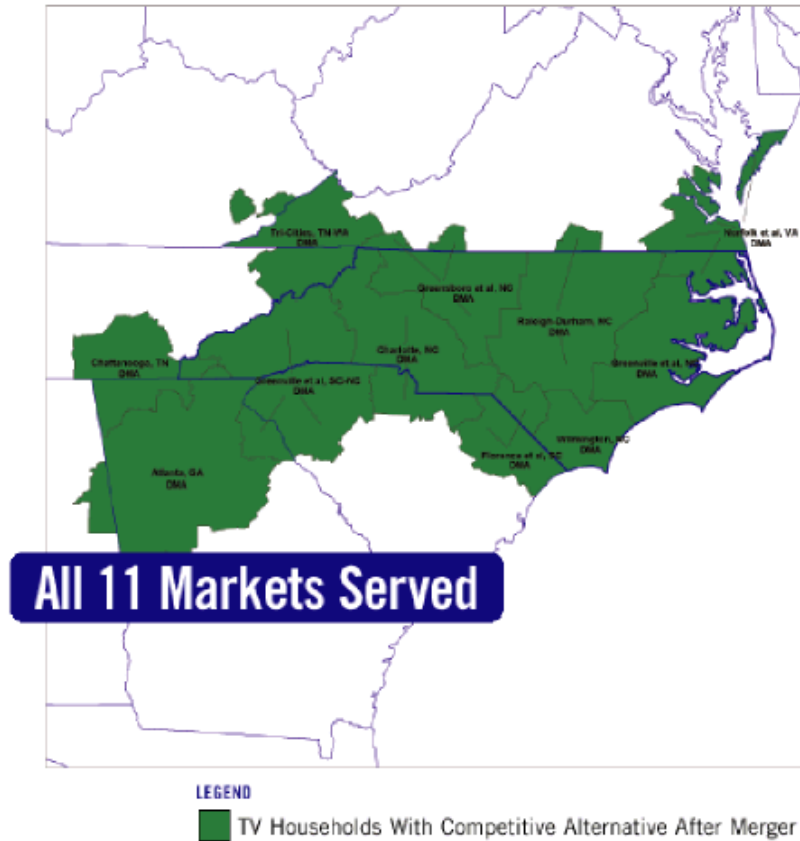 Tri-Cities, TN-VA
DMA
Norfolk et al, VA
DMA
Greensboro et al, NC
DMA
Raleigh-Durham, NC
DMA
Charlotte, NC
DMA
Chattanooga, TN
DMA
Greenville et al, NC
DMA
Greenville et al, SC-NC
DMA
Wilmington, NC
DMA
Florence et al, SC
DMA
Atlanta, GA
DMA
All 11 Markets Served
LEGEND
TV Households With Competitive Alternative After Merger